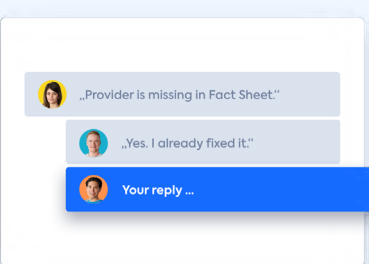 „Provider is missing in Fact Sheet.“
„Yes. I already fixed it.“
Your reply ...